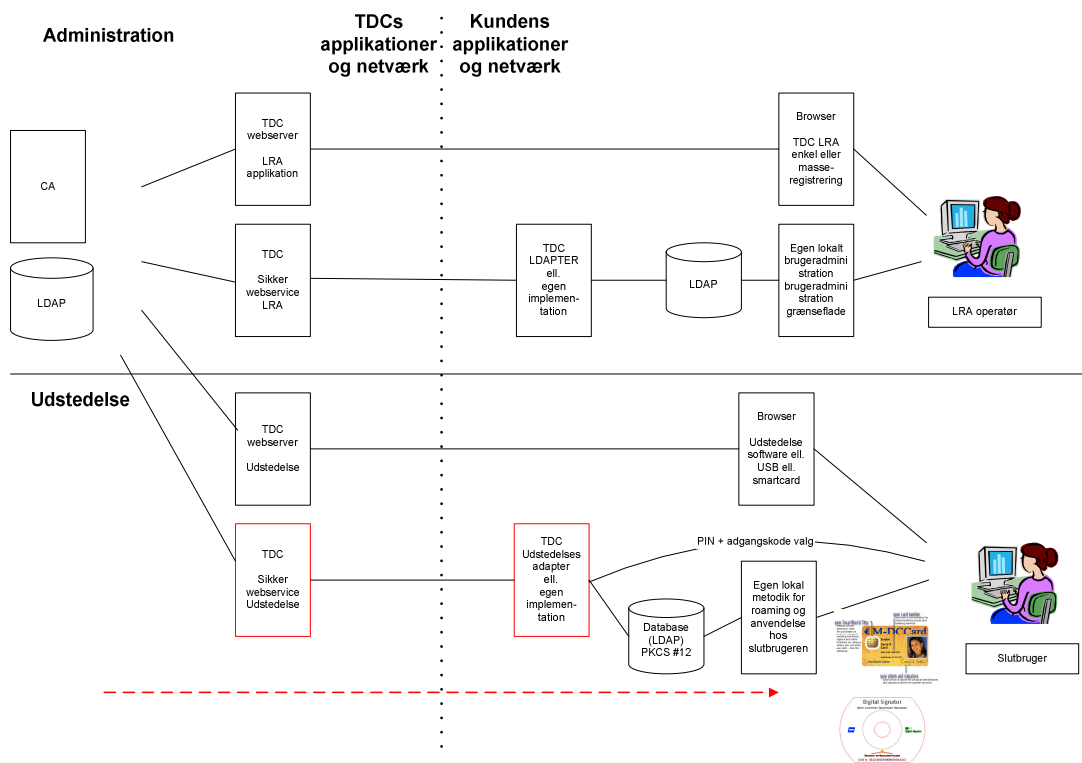 Administration
TDCs
applikationer
og netværk
Kundens
applikationer
og netværk
CA
LDAP
TDC
webserver
LRA
applikation
Browser
TDC LRA
enkel eller
masse-
registrering
TDC
Sikker
webservice
LRA
TDC
LDAPTER
ell.
egen
implemen-
tation
LDAP
Egen lokalt
brugeradmini
stration
brugeradmini
stration
grænseflade
LRA operatør
Udstedelse
TDC
webserver
Udstedelse
Browser
Udstedelse
software ell.
USB ell.
smartcard
TDC
Sikker
webservice
Udstedelse
TDC
Udstedelses
adapter
ell.
egen
implemen-
tation
PIN + adgangskode valg
Database
(LDAP)
PKCS #12
Egen lokal
metodik for
roaming og
anvendelse
hos
slutbrugeren
Slutbruger
Digital Signatur